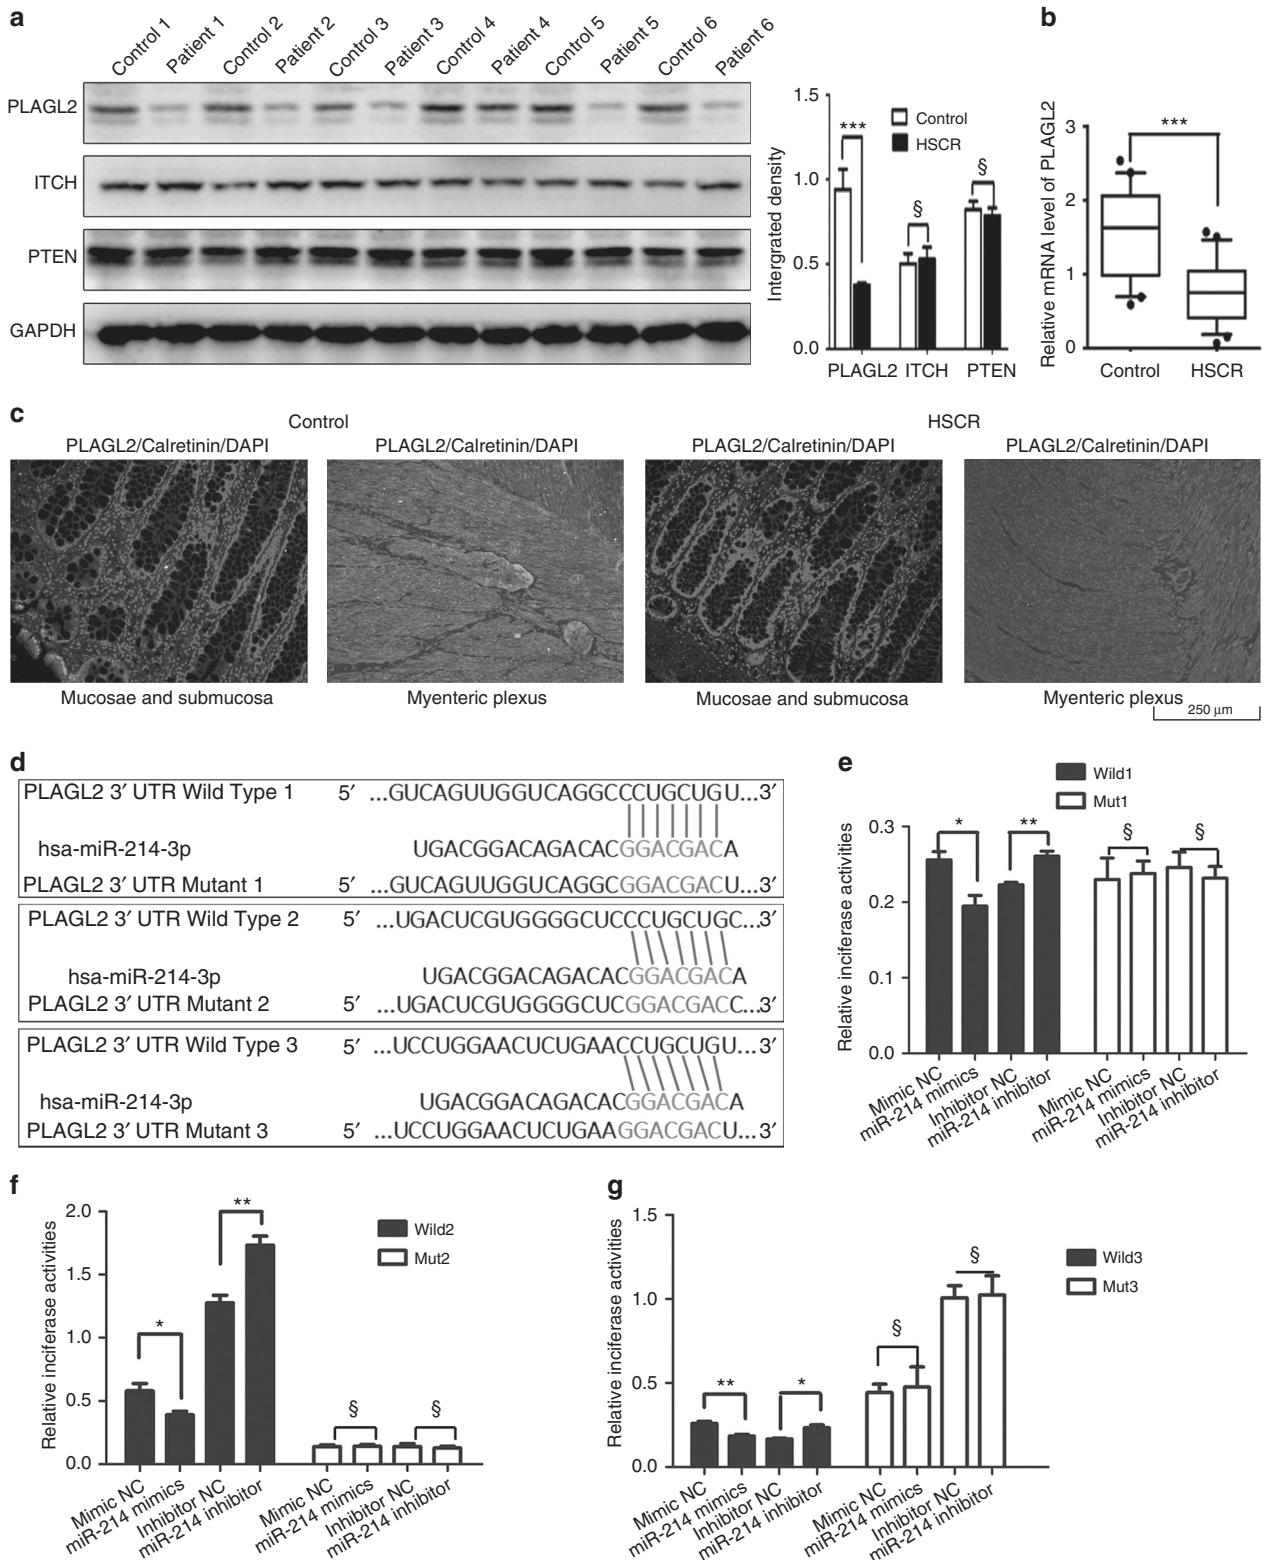 a
Control 1 Patient 1 Control 2 Patient 2 Control 3 Patient 3 Control 4 Patient 4 Control 5 Patient 5 Control 6 Patient 6
PLAGL2
ITCH
PTEN
GAPDH
Intergrated density
1.5
1.0
0.5
0.0
Control
HSCR
***
§
§
PLAGL2 ITCH PTEN
b
Relative mRNA level of PLAGL2
3
2
1
0
***
Control HSCR
c
Control
HSCR
PLAGL2/Calretinin/DAPI
PLAGL2/Calretinin/DAPI
PLAGL2/Calretinin/DAPI
PLAGL2/Calretinin/DAPI
Mucosae and submucosa
Myenteric plexus
Mucosae and submucosa
Myenteric plexus
250 μm
d
PLAGL2 3′ UTR Wild Type 1 5′ ...GUCAGUUGGUCAGGCCCUGCUGU...3′
hsa-miR-214-3p UGACGGACAGACACGGACGACA
PLAGL2 3′ UTR Mutant 1 5′ ...GUCAGUUGGUCAGGCGGACGACU...3′
PLAGL2 3′ UTR Wild Type 2 5′ ...UGACUCGUGGGGCUCCCUGCUGC...3′
hsa-miR-214-3p UGACGGACAGACACGGACGACA
PLAGL2 3′ UTR Mutant 2 5′ ...UGACUCGUGGGGCUCGGACGACC...3′
PLAGL2 3′ UTR Wild Type 3 5′ ...UCCUGGAACUCUGAACCUGCUGU...3′
hsa-miR-214-3p UGACGGACAGACACGGACGACA
PLAGL2 3′ UTR Mutant 3 5′ ...UCCUGGAACUCUGAAGGACGACU...3′
e
Wild1
Mut1
Relative inciferase activities
0.3
0.2
0.1
0.0
*
**
§
§
Mimic NC
miR-214 mimics
Inhibitor NC
miR-214 inhibitor
Mimic NC
miR-214 mimics
Inhibitor NC
miR-214 inhibitor
f
Relative inciferase activities
2.0
1.5
1.0
0.5
0.0
*
**
§
§
Wild2
Mut2
Mimic NC
miR-214 mimics
Inhibitor NC
miR-214 inhibitor
Mimic NC
miR-214 mimics
Inhibitor NC
miR-214 inhibitor
g
Relative inciferase activities
1.5
1.0
0.5
0.0
**
*
§
§
Wild3
Mut3
Mimic NC
miR-214 mimics
Inhibitor NC
miR-214 inhibitor
Mimic NC
miR-214 mimics
Inhibitor NC
miR-214 inhibitor